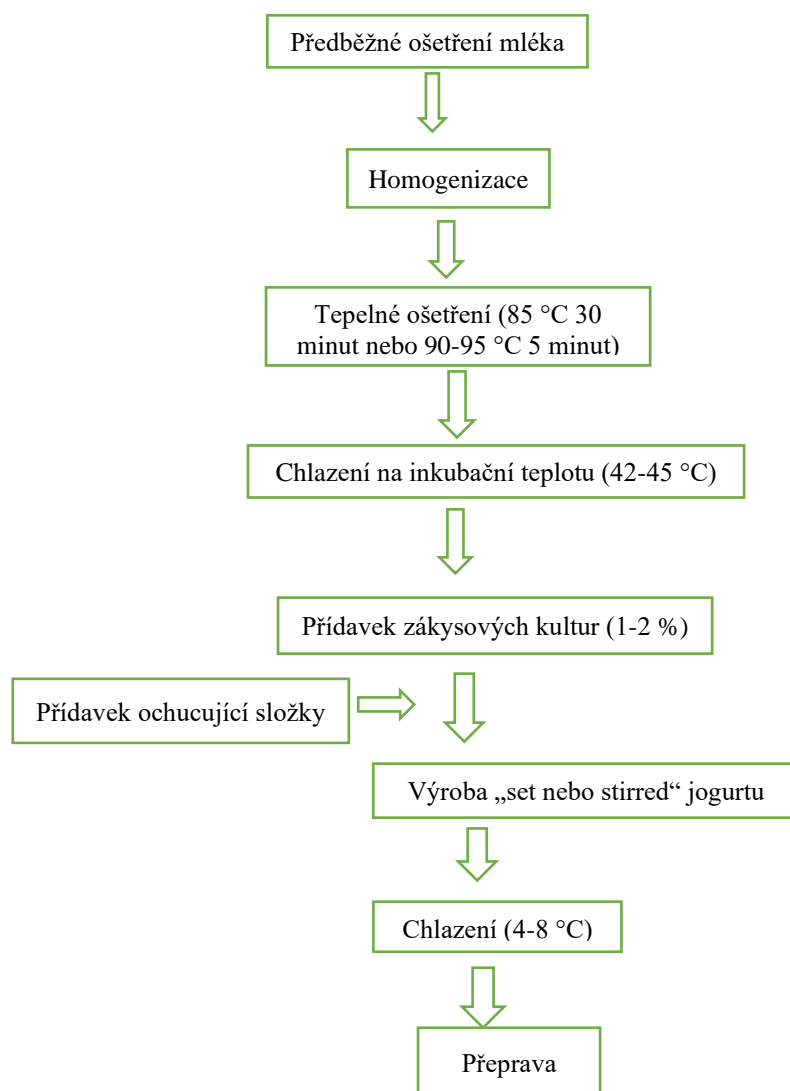 Předběžné ošetření mléka
Homogenizace
Tepelné ošetření (85 °C 30
minut nebo 90-95 °C 5 minut)
Chlazení na inkubační teplotu (42-45 °C)
Přídavek zákysových kultur (1-2 %)
Přídavek ochucující složky
Výroba „set nebo stirred“ jogurtu
Chlazení (4-8 °C)
Přeprava